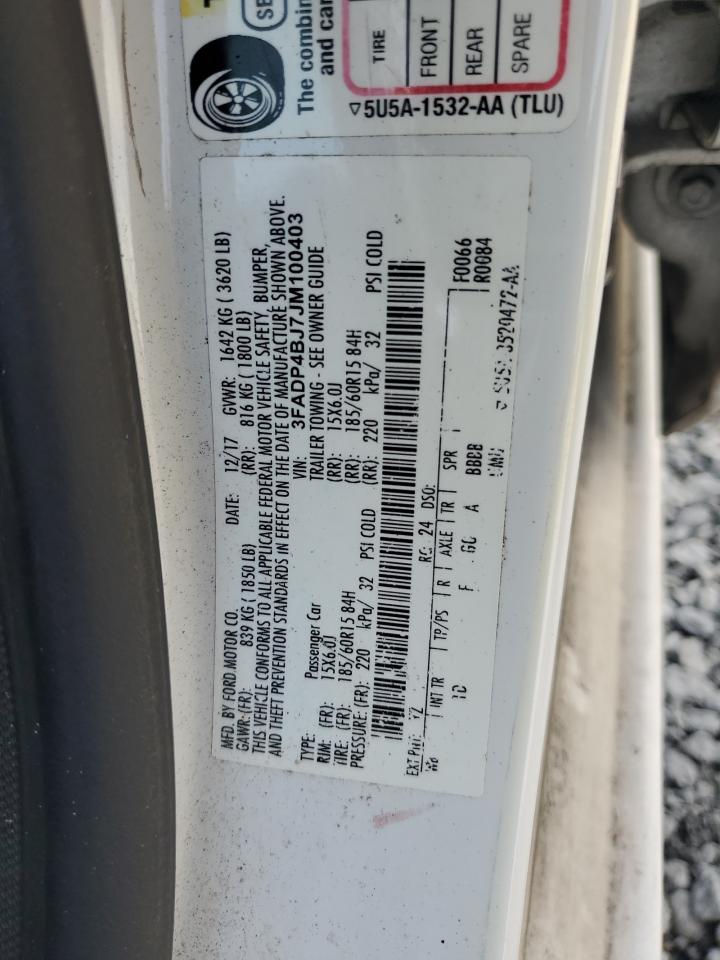 SE
The combin
and car
TIRE
FRONT
REAR
SPARE
5U5A-1532-AA (TLU)
MFD. BY FORD MOTOR CO. DATE: 12/17 GVWR: 1642 KG ( 3620 LB)
GAWR:(FR): 839 KG ( 1850 LB) (RR): 816 KG ( 1800 LB)
THIS VEHICLE CONFORMS TO ALL APPLICABLE FEDERAL MOTOR VEHICLE SAFETY, BUMPER,
AND THEFT PREVENTION STANDARDS IN EFFECT ON THE DATE OF MANUFACTURE SHOWN ABOVE.
VIN: 3FADP4BJ7JM100403
TYPE: Passenger Car TRAILER TOWING - SEE OWNER GUIDE
RIM: (FR): 15X6.0J (RR): 15X6.0J
TIRE: (FR): 185/60R15 84H (RR): 185/60R15 84H
PRESSURE:(FR): 220 kPa/ 32 PSI COLD (RR): 220 kPa/ 32 PSI COLD
F0066
R0084
EXT PNT: YZ RC: 24 DSO:
WB INT TR TP/PS R AXLE TR SPR
F GC A BBBB